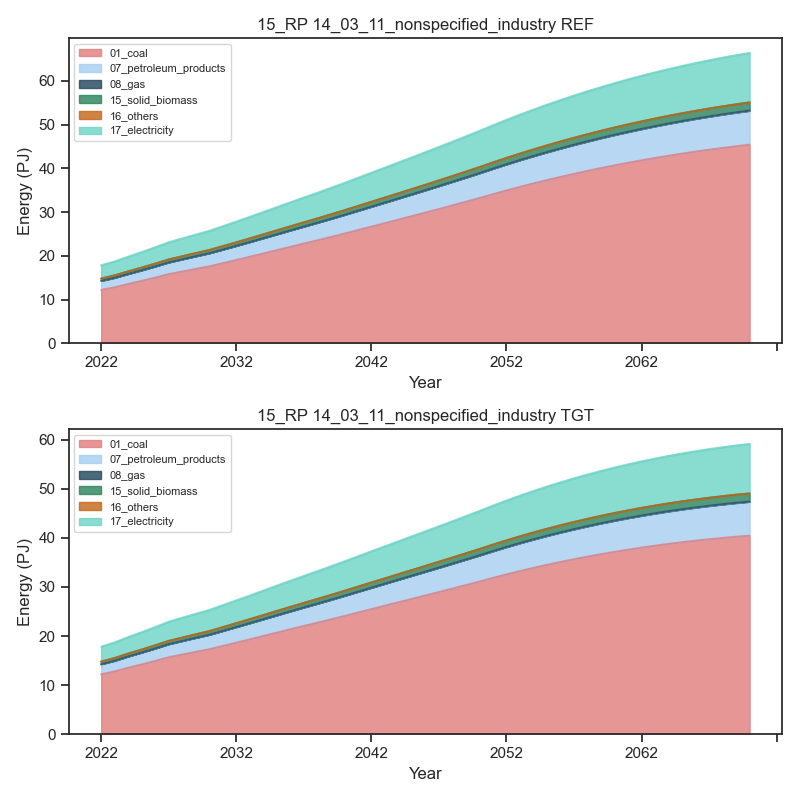 15_RP 14_03_11_nonspecified_industry REF
01_coal
07_petroleum_products
08_gas
15_solid_biomass
16_others
17_electricity
Energy (PJ)
60
50
40
30
20
10
0
2022
2032
2042
2052
2062
Year
15_RP 14_03_11_nonspecified_industry TGT
01_coal
07_petroleum_products
08_gas
15_solid_biomass
16_others
17_electricity
Energy (PJ)
60
50
40
30
20
10
0
2022
2032
2042
2052
2062
Year